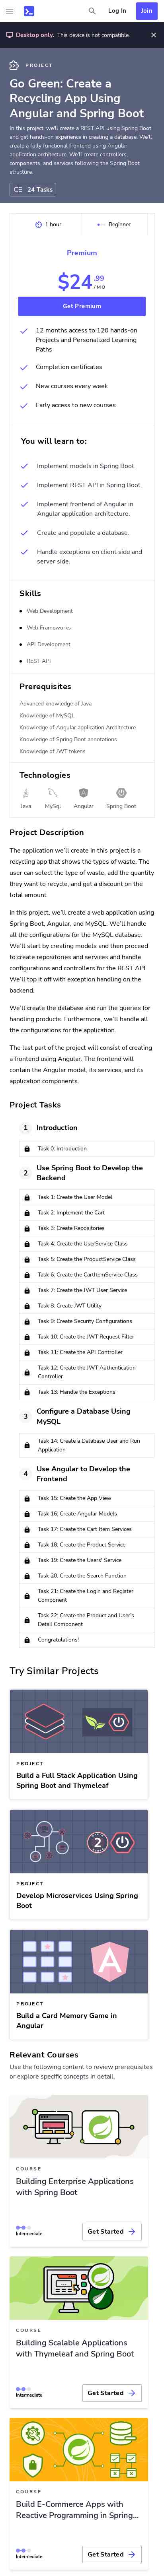 Log In
Join
Desktop only. This device is not compatible.
PROJECT
Go Green: Create a
Recycling App Using
Angular and Spring Boot
In this project, we'll create a REST API using Spring Boot
and get hands-on experience in creating a database. We'll
create a fully functional frontend using Angular
application architecture. We'll create controllers,
components, and services following the Spring Boot
structure.
24 Tasks
1 hour
Beginner
Premium
$24.99
/MO
Get Premium
12 months access to 120 hands-on
Projects and Personalized Learning
Paths
Completion certificates
New courses every week
Early access to new courses
You will learn to:
Implement models in Spring Boot.
Implement REST API in Spring Boot.
Implement frontend of Angular in
Angular application architecture.
Create and populate a database.
Handle exceptions on client side and
server side.
Skills
Web Development
Web Frameworks
API Development
REST API
Prerequisites
Advanced knowledge of Java
Knowledge of MySQL
Knowledge of Angular application Architecture
Knowledge of Spring Boot annotations
Knowledge of JWT tokens
Technologies
Java
MySql
Angular
Spring Boot
Project Description
The application we'll create in this project is a
recycling app that shows the types of waste. The
user can select the type of waste, add the quantity
they want to recycle, and get a discount on the
total amount.
In this project, we'll create a web application using
Spring Boot, Angular, and MySQL. We'll handle
all the configurations for the MySQL database.
We'll start by creating models and proceed
to create repositories and services and handle
configurations and controllers for the REST API.
We'll top it off with exception handling on the
backend.
We'll create the database and run the queries for
handling products. Furthermore, we'll handle all
the configurations for the application.
The last part of the project will consist of creating
a frontend using Angular. The frontend will
contain the Angular model, services, and its
application components.
Project Tasks
1
Introduction
Task 0: Introduction
2
Use Spring Boot to Develop the
Backend
Task 1: Create the User Model
Task 2: Implement the Cart
Task 3: Create Repositories
Task 4: Create the UserService Class
Task 5: Create the ProductService Class
Task 6: Create the CartItemService Class
Task 7: Create the JWT User Service
Task 8: Create JWT Utility
Task 9: Create Security Configurations
Task 10: Create the JWT Request Filter
Task 11: Create the API Controller
Task 12: Create the JWT Authentication
Controller
Task 13: Handle the Exceptions
3
Configure a Database Using
MySQL
Task 14: Create a Database User and Run
Application
4
Use Angular to Develop the
Frontend
Task 15: Create the App View
Task 16: Create Angular Models
Task 17: Create the Cart Item Services
Task 18: Create the Product Service
Task 19: Create the Users' Service
Task 20: Create the Search Function
Task 21: Create the Login and Register
Component
Task 22: Create the Product and User's
Detail Component
Congratulations!
Try Similar Projects
PROJECT
Build a Full Stack Application Using
Spring Boot and Thymeleaf
2
PROJECT
Develop Microservices Using Spring
Boot
PROJECT
Build a Card Memory Game in
Angular
Relevant Courses
Use the following content to review prerequisites
or explore specific concepts in detail.
COURSE
Building Enterprise Applications
with Spring Boot
Intermediate
Get Started
COURSE
Building Scalable Applications
with Thymeleaf and Spring Boot
Intermediate
Get Started
COURSE
Build E-Commerce Apps with
Reactive Programming in Spring...
Intermediate
Get Started